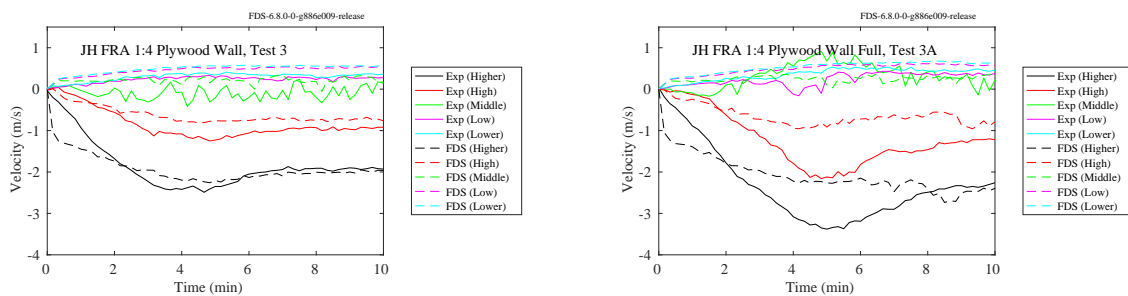 FDS-6.8.0-0-g886e009-release
JH FRA 1:4 Plywood Wall, Test 3
1
0
-1
-2
-3
-4
Velocity (m/s)
0 2 4 6 8 10
Time (min)
Exp (Higher)
Exp (High)
Exp (Middle)
Exp (Low)
Exp (Lower)
FDS (Higher)
FDS (High)
FDS (Middle)
FDS (Low)
FDS (Lower)
FDS-6.8.0-0-g886e009-release
JH FRA 1:4 Plywood Wall Full, Test 3A
1
0
-1
-2
-3
-4
Velocity (m/s)
0 2 4 6 8 10
Time (min)
Exp (Higher)
Exp (High)
Exp (Middle)
Exp (Low)
Exp (Lower)
FDS (Higher)
FDS (High)
FDS (Middle)
FDS (Low)
FDS (Lower)